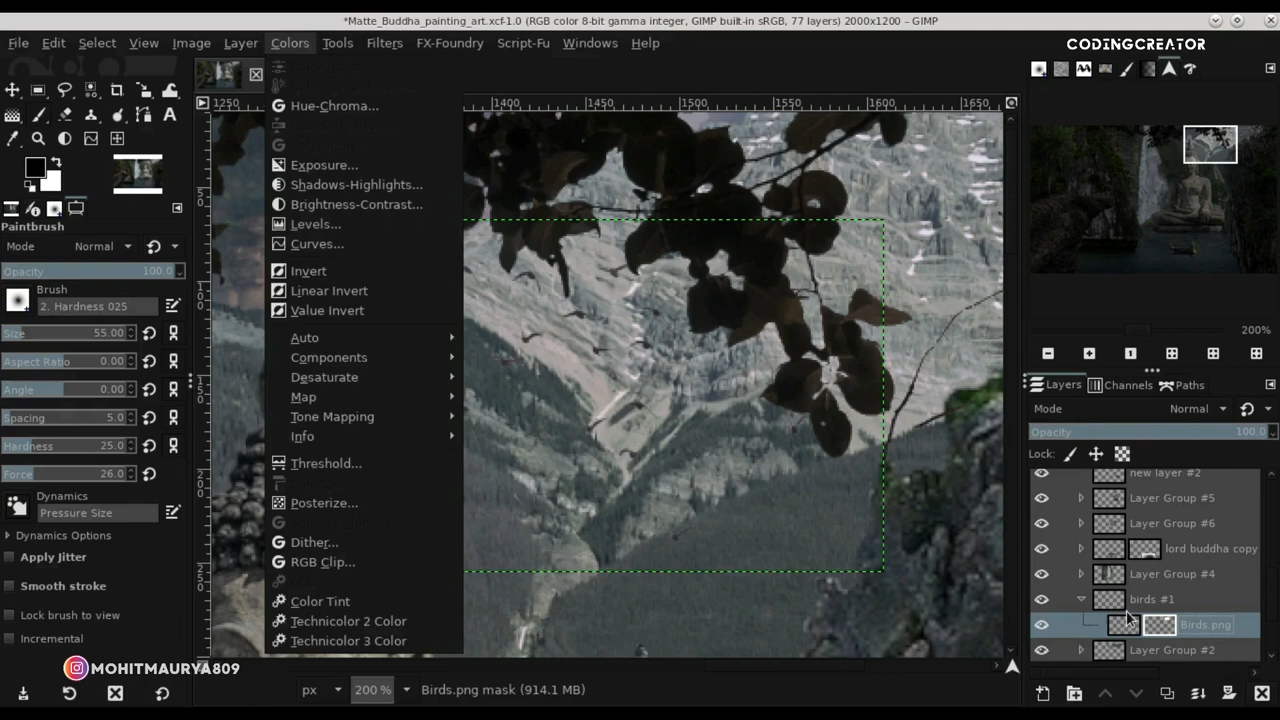 *Matte_Buddha_painting_art.xcf-1.0 (RGB color 8-bit gamma integer, GIMP built-in sRGB, 77 layers) 2000x1200 – GIMP
File Edit Select View Image Layer Colors Tools Filters FX-Foundry Script-Fu Windows Help
CODINGCREATOR
1250 1400 1450 1500 1550 1600 1650
Hue-Chroma...
Exposure...
Shadows-Highlights...
Brightness-Contrast...
Levels...
Curves...
Invert
Linear Invert
Value Invert
Auto
Components
Desaturate
Map
Tone Mapping
Info
Threshold...
Posterize...
Dither...
RGB Clip...
Color Tint
Technicolor 2 Color
Technicolor 3 Color
Paintbrush
Mode Normal
Opacity 100.0
Brush
2. Hardness 025
Size 55.00
Aspect Ratio 0.00
Angle 0.00
Spacing 5.0
Hardness 25.0
Force 26.0
Dynamics
Pressure Size
Dynamics Options
Apply Jitter
Smooth stroke
Lock brush to view
Incremental
MOHITMAURYA809
px 200 % Birds.png mask (914.1 MB)
200%
Layers Channels Paths
Mode Normal
Opacity 100.0
Lock:
new layer #2
Layer Group #5
Layer Group #6
lord buddha copy
Layer Group #4
birds #1
Birds.png
Layer Group #2